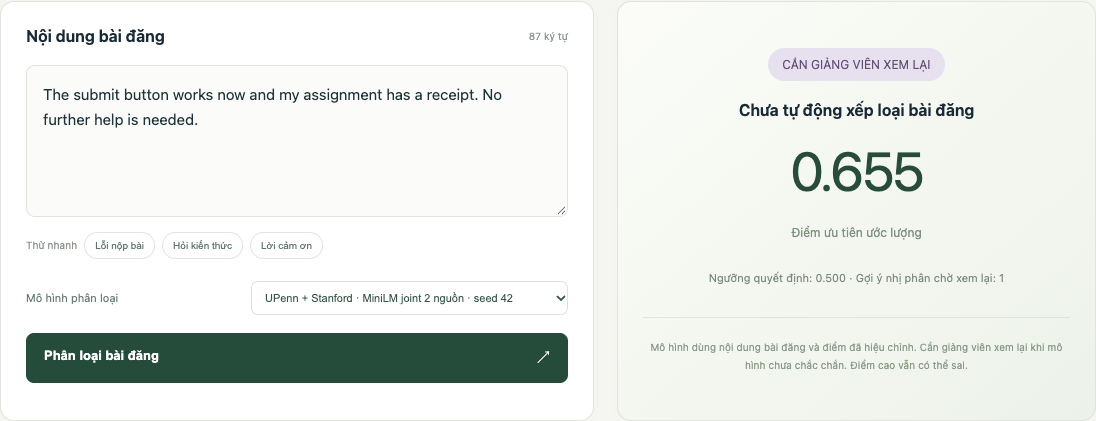 Nội dung bài đăng
87 ký tự
The submit button works now and my assignment has a receipt. No
further help is needed.
Thử nhanh
Lỗi nộp bài
Hỏi kiến thức
Lời cảm ơn
Mô hình phân loại
UPenn + Stanford · MiniLM joint 2 nguồn · seed 42
Phân loại bài đăng
CẦN GIẢNG VIÊN XEM LẠI
Chưa tự động xếp loại bài đăng
0.655
Điểm ưu tiên ước lượng
Ngưỡng quyết định: 0.500 · Gợi ý nhị phân chờ xem lại: 1
Mô hình dùng nội dung bài đăng và điểm đã hiệu chỉnh. Cần giảng viên xem lại khi mô
hình chưa chắc chắn. Điểm cao vẫn có thể sai.